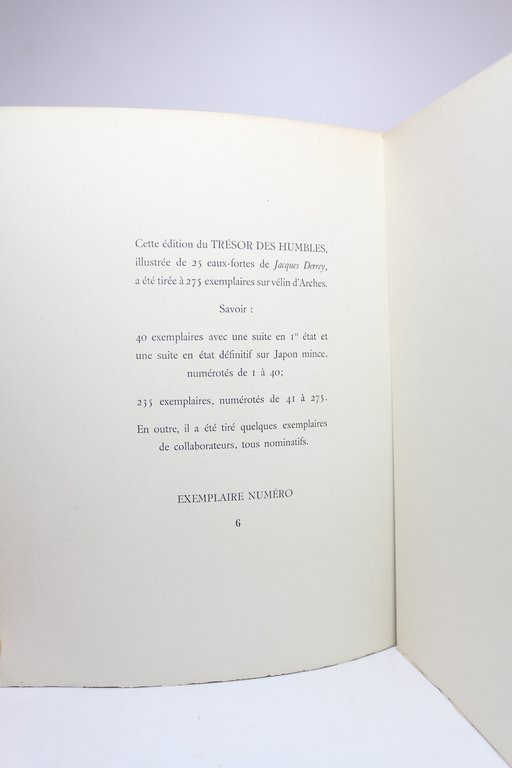 Cette édition du TRÉSOR DES HUMBLES,
illustrée de 25 eaux-fortes de Jacques Derrey,
a été tirée à 275 exemplaires sur vélin d'Arches.
Savoir :
40 exemplaires avec une suite en 1er état et
une suite en état définitif sur Japon mince,
numérotés de 1 à 40;
235 exemplaires, numérotés de 41 à 275.
En outre, il a été tiré quelques exemplaires
de collaborateurs, tous nominatifs.
EXEMPLAIRE NUMÉRO
6